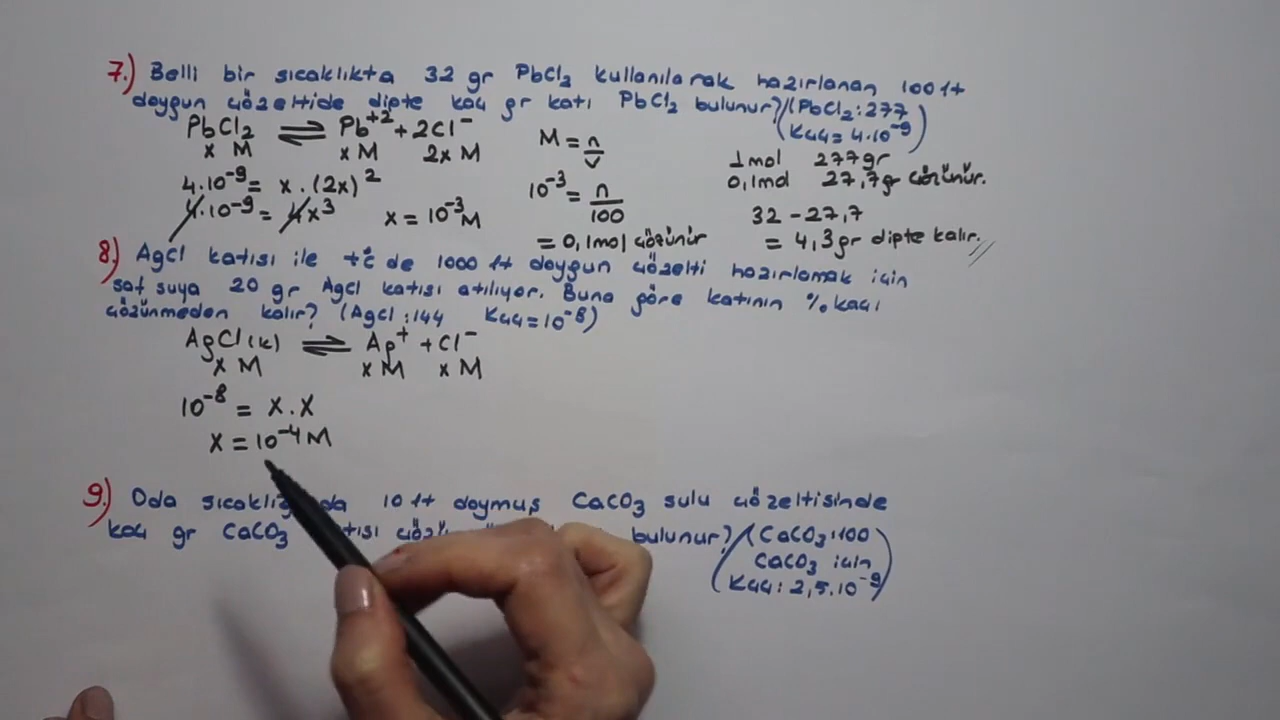 7.) Belli bir sıcaklıkta 32 gr PbCl₂ kullanılarak hazırlanan 100 lt
doygun çözeltide dipte kaç gr katı PbCl₂ bulunur? (PbCl₂: 277
Kçç = 4.10⁻⁹)
PbCl₂ ⇌ Pb⁺² + 2Cl⁻
x M x M 2x M
4.10⁻⁹ = x.(2x)²
4.10⁻⁹ = 4x³ x = 10⁻³ M
M = n/v
10⁻³ = n/100
= 0,1 mol çözünür
1 mol 277 gr
0,1 mol 27,7 gr çözünür.
32 - 27,7
= 4,3 gr dipte kalır.
8.) AgCl katısı ile t°C de 1000 lt doygun çözelti hazırlamak için
saf suya 20 gr AgCl katısı atılıyor. Buna göre katının % kaçı
çözünmeden kalır? (AgCl: 144 Kçç = 10⁻⁸)
AgCl(k) ⇌ Ag⁺ + Cl⁻
x M x M x M
10⁻⁸ = x.x
x = 10⁻⁴ M
9.) Oda 10 lt doymuş CaCO₃ sulu çözeltisinde
kaç gr CaCO₃ bulunur? (CaCO₃: 100
CaCO₃ için
Kçç: 2,5.10⁻⁹)